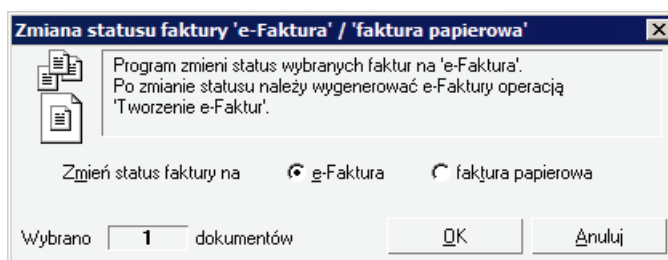 Zmiana statusu faktury 'e-Faktura' / 'faktura papierowa'
Program zmieni status wybranych faktur na 'e-Faktura'.
Po zmianie statusu należy wygenerować e-Faktury operacją
'Tworzenie e-Faktur'.
Zmień status faktury na e-Faktura faktura papierowa
Wybrano 1 dokumentów OK Anuluj